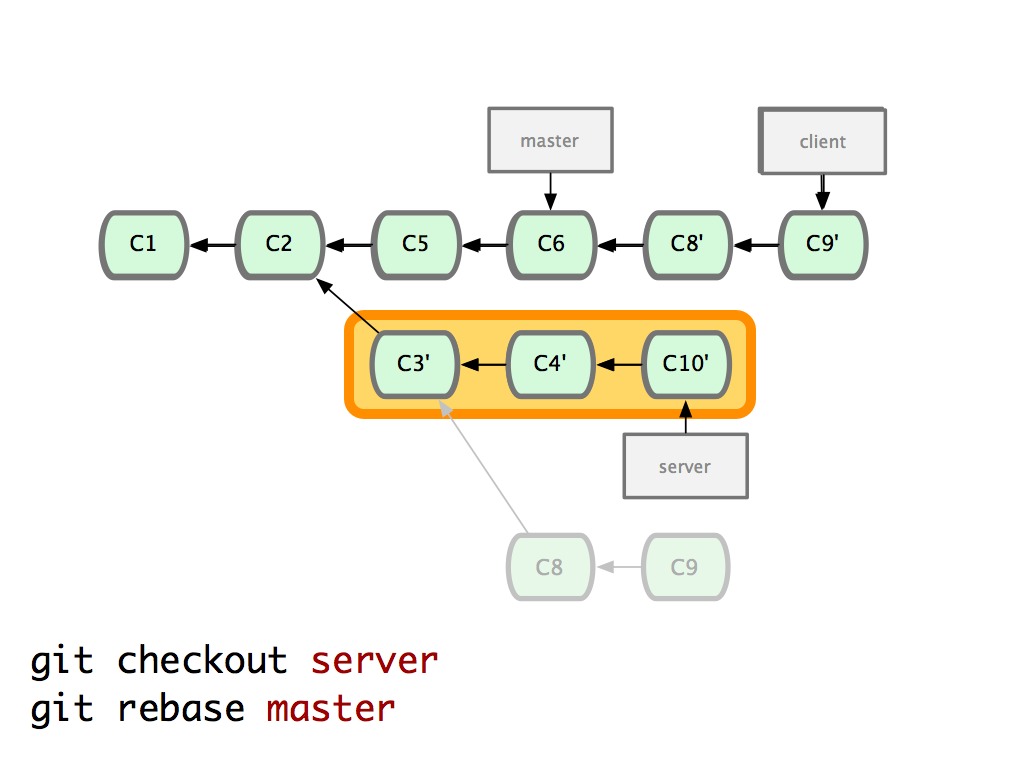 master
client
C1
C2
C5
C6
C8'
C9'
C3'
C4'
C10'
server
C8
C9
git checkout server
git rebase master